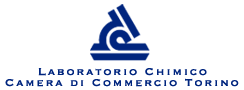 LABORATORIO CHIMICO
CAMERA DI COMMERCIO TORINO